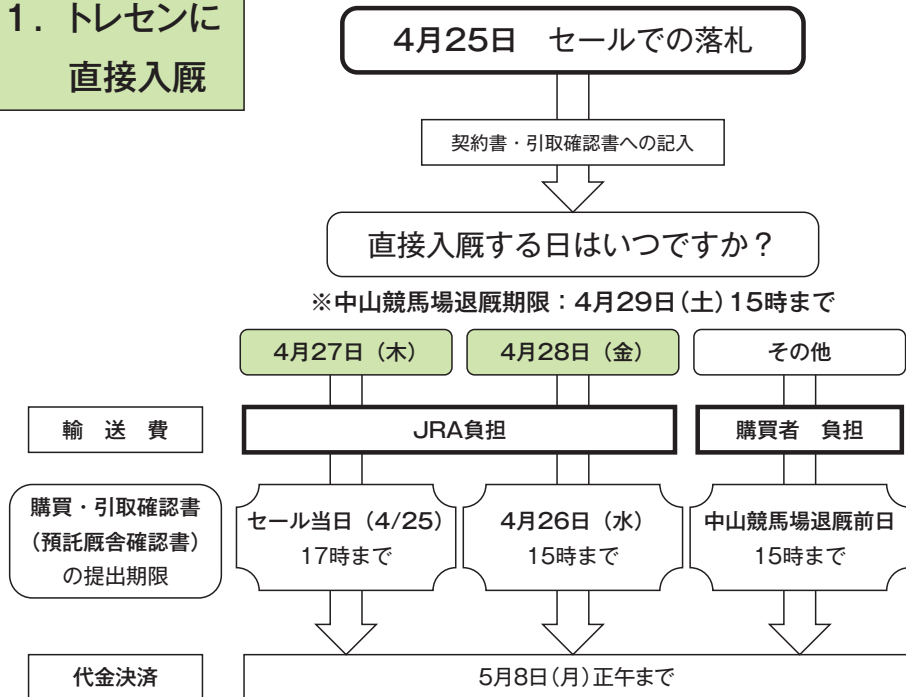 1. トレセンに
直接入厩
4月25日 セールでの落札
契約書・引取確認書への記入
直接入厩する日はいつですか?
※中山競馬場退厩期限:4月29日(土)15時まで
4月27日(木)
4月28日(金)
その他
輸 送 費
JRA負担
購買者 負担
購買・引取確認書
(預託厩舎確認書)
の提出期限
セール当日(4/25)
17時まで
4月26日(水)
15時まで
中山競馬場退厩前日
15時まで
代金決済
5月8日(月)正午まで